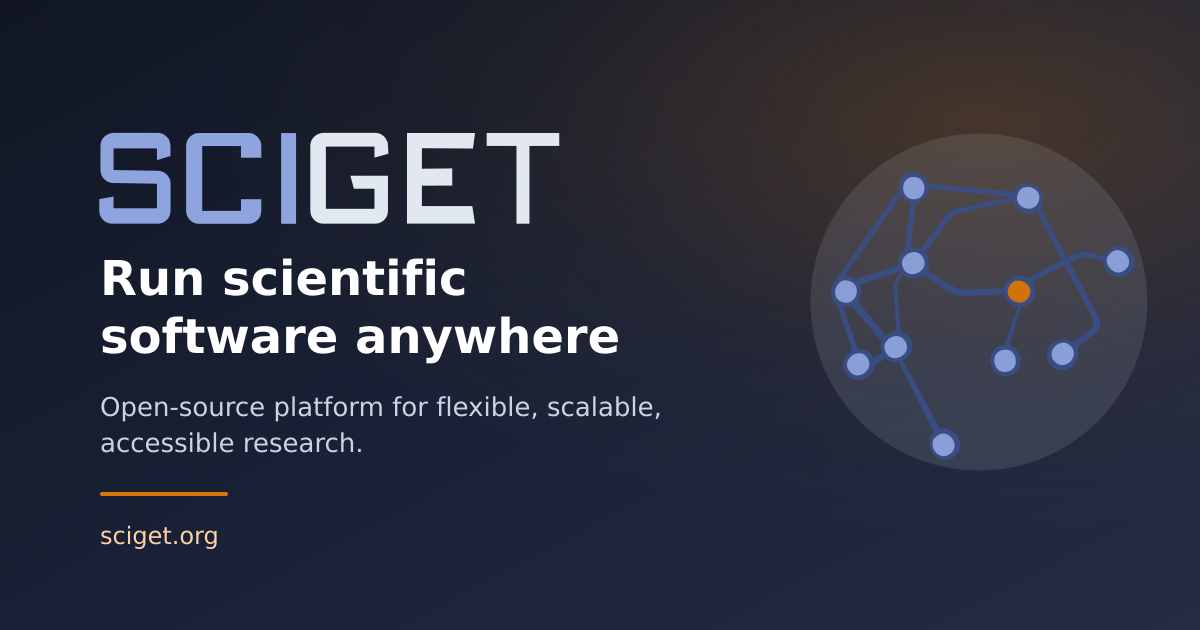 SCIGET
Run scientific
software anywhere
Open-source platform for flexible, scalable,
accessible research.
sciget.org